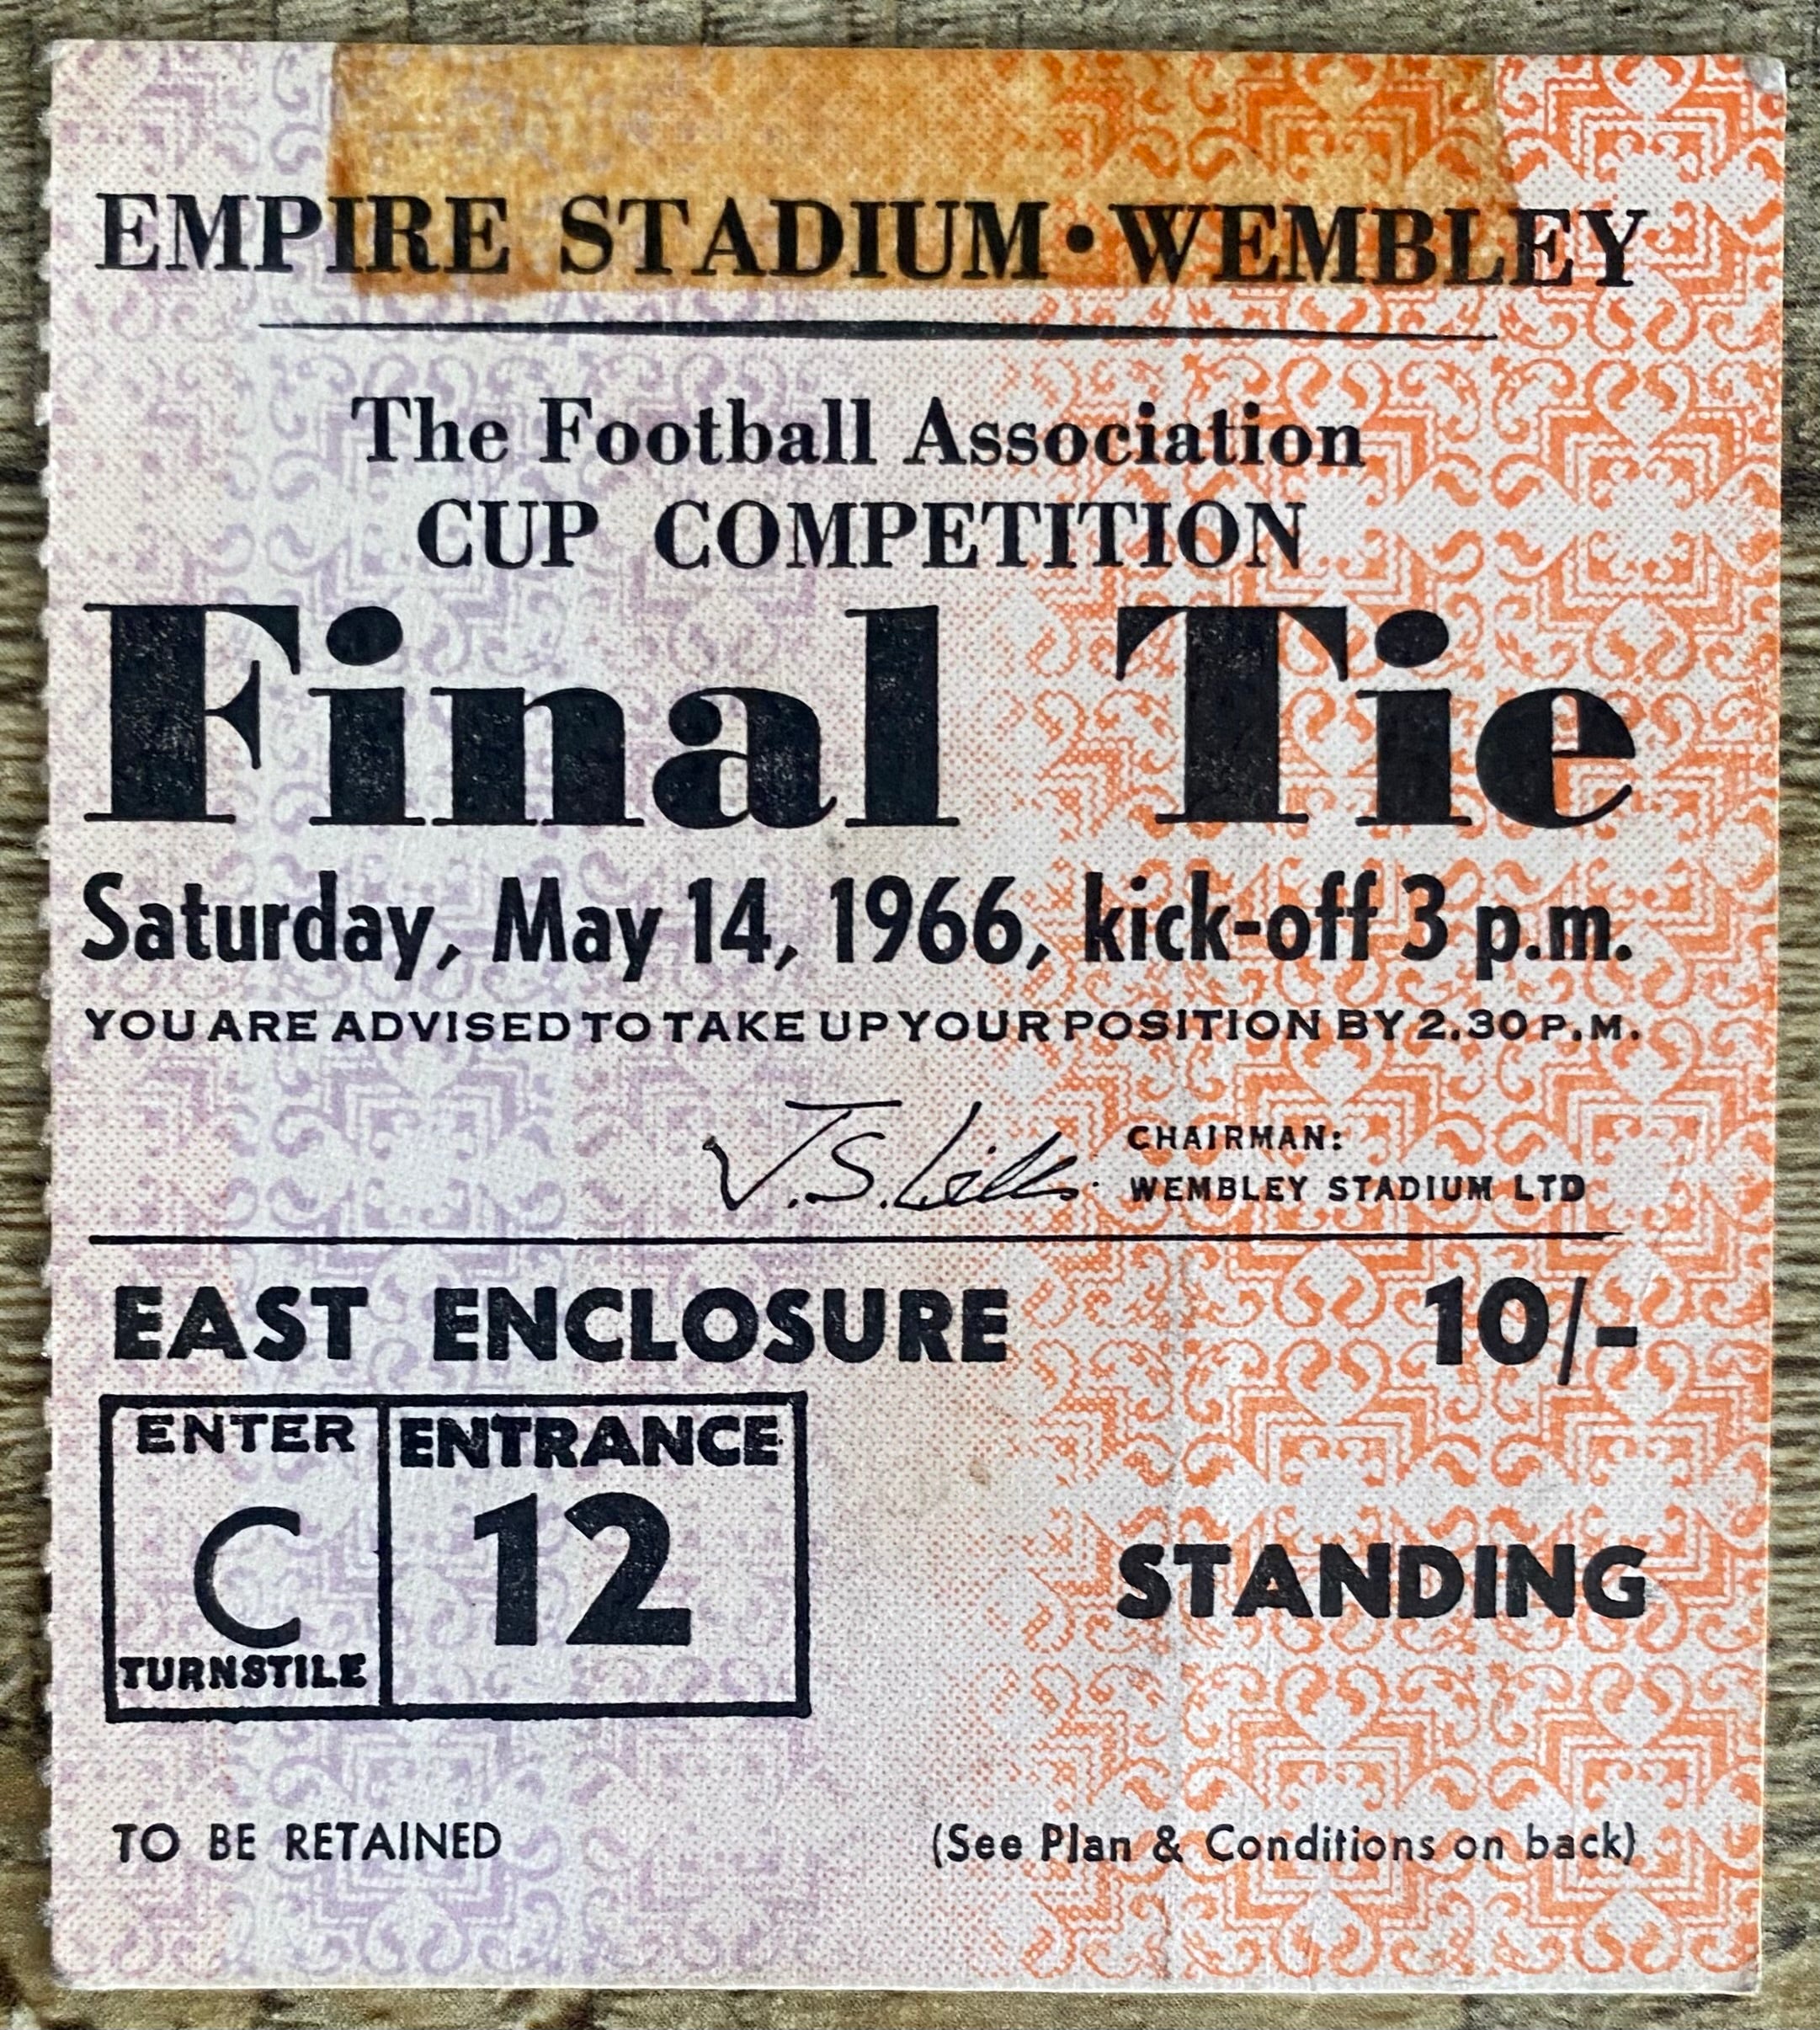 EMPIRE STADIUM • WEMBLEY
The Football Association
CUP COMPETITION
Final Tie
Saturday, May 14, 1966, kick-off 3 p.m.
YOU ARE ADVISED TO TAKE UP YOUR POSITION BY 2.30 P.M.
J.S.
CHAIRMAN:
WEMBLEY STADIUM LTD
EAST ENCLOSURE 10/-
ENTER
C
TURNSTILE
ENTRANCE
12
STANDING
TO BE RETAINED (See Plan & Conditions on back)